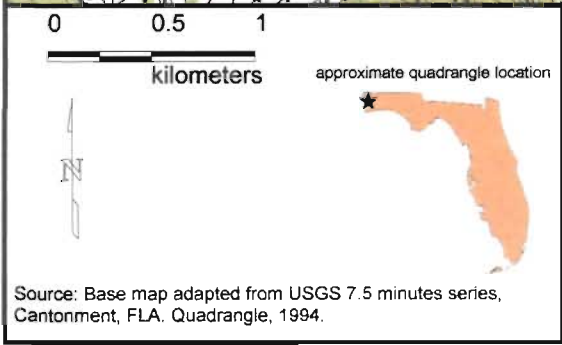 0 0.5 1
kilometers
approximate quadrangle location
N
Source: Base map adapted from USGS 7.5 minutes series,
Cantonment, FLA. Quadrangle, 1994.